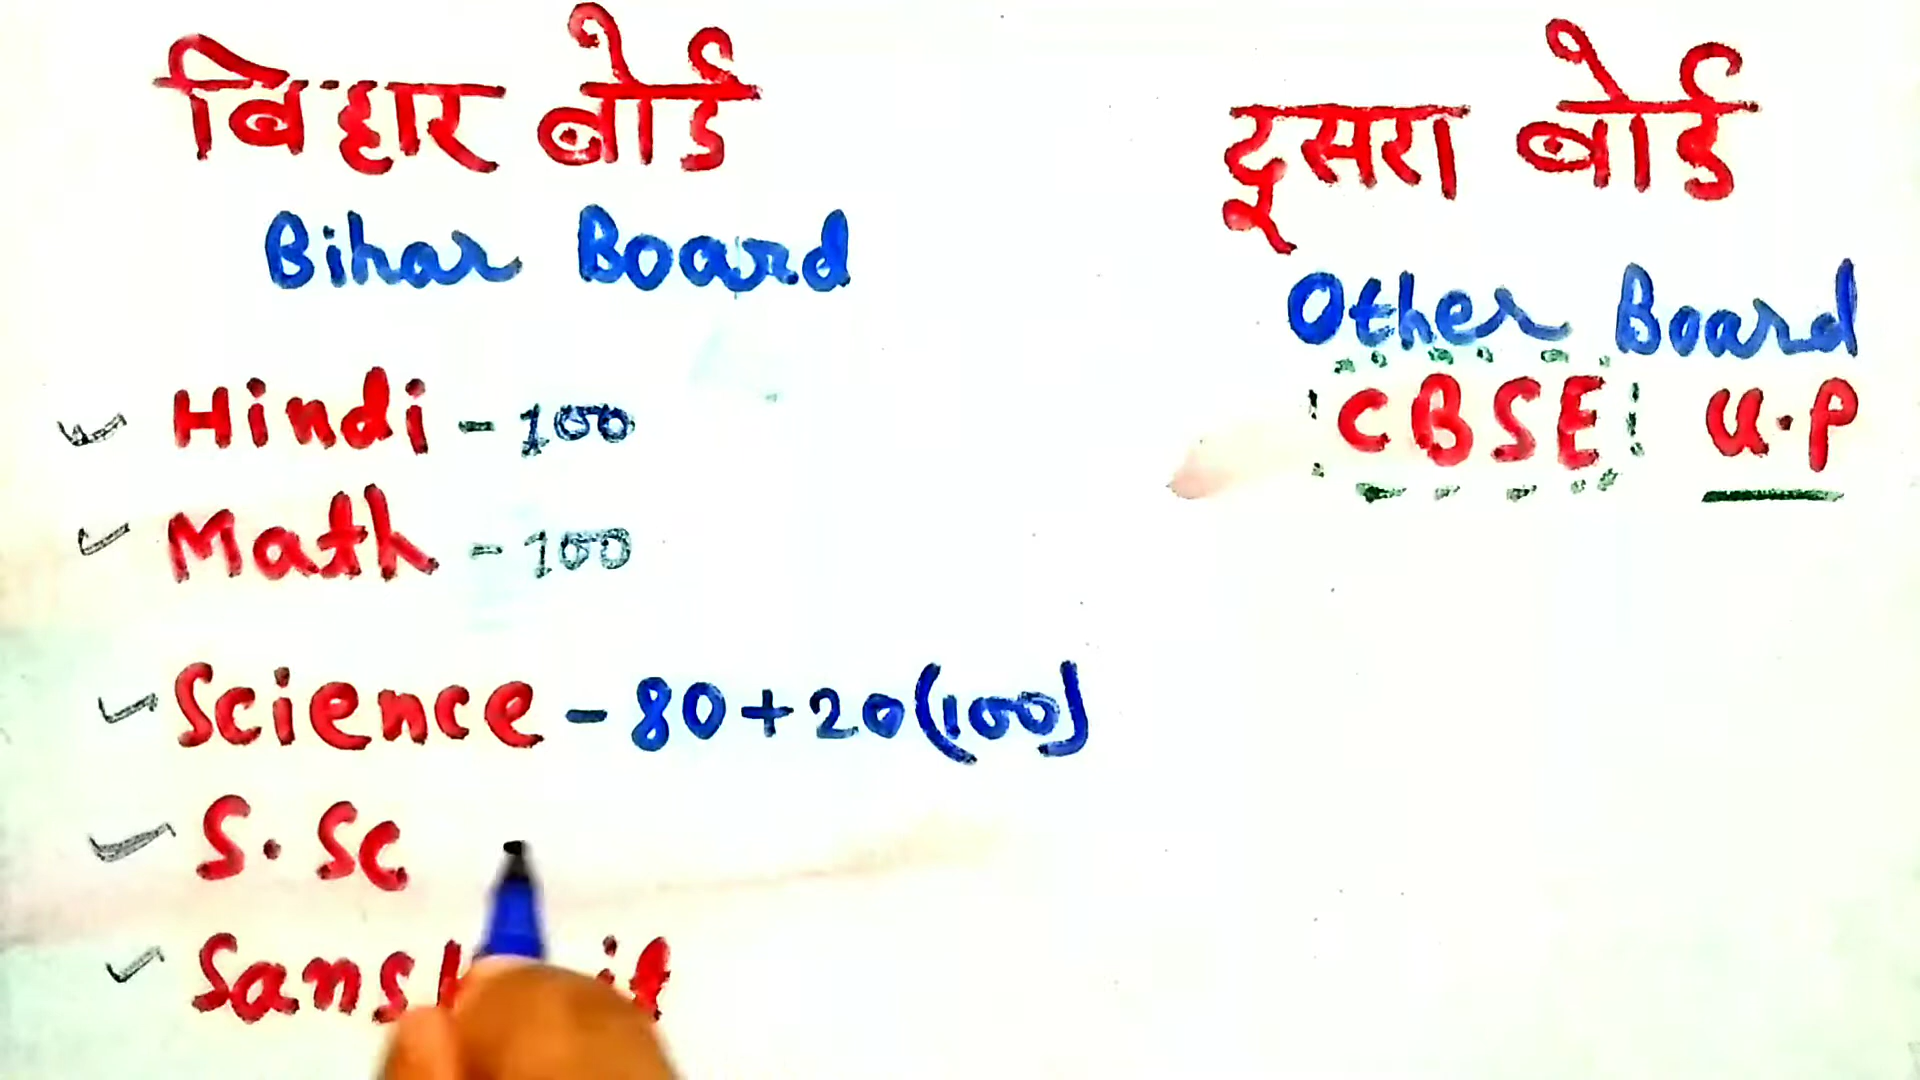 बिहार बोर्ड
Bihar Board
Hindi - 100
Math - 100
Science - 80+20(100)
S. Sc
दूसरा बोर्ड
Other Board
CBSE U.P